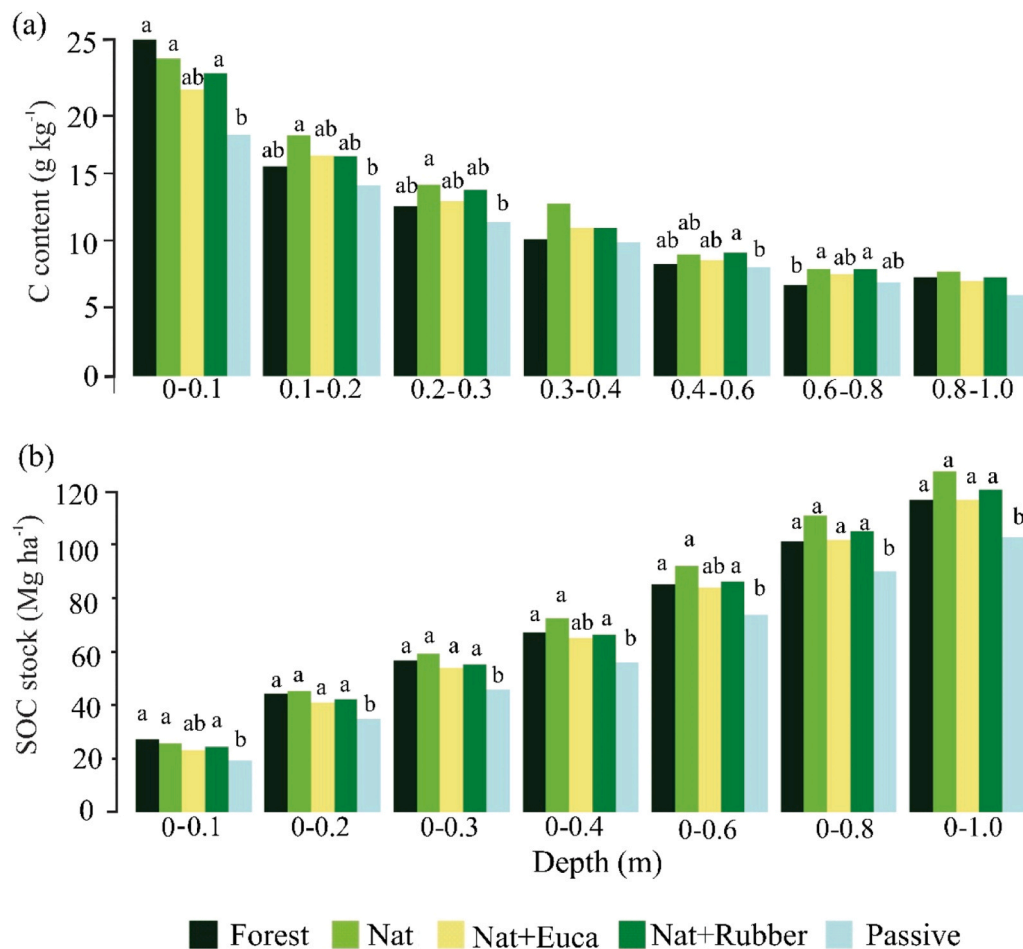 (a)
C content (g kg⁻¹)
25
20
15
10
5
0
a a ab a b
ab a ab ab b
ab a ab ab b
ab ab ab a b
b a ab a ab
0-0.1 0.1-0.2 0.2-0.3 0.3-0.4 0.4-0.6 0.6-0.8 0.8-1.0
(b)
SOC stock (Mg ha⁻¹)
120
100
80
60
40
20
0
a a ab a b
a a a a b
a a a a b
a a ab a b
a a ab a b
a a a a b
a a a a b
0-0.1 0-0.2 0-0.3 0-0.4 0-0.6 0-0.8 0-1.0
Depth (m)
Forest Nat Nat+Euca Nat+Rubber Passive